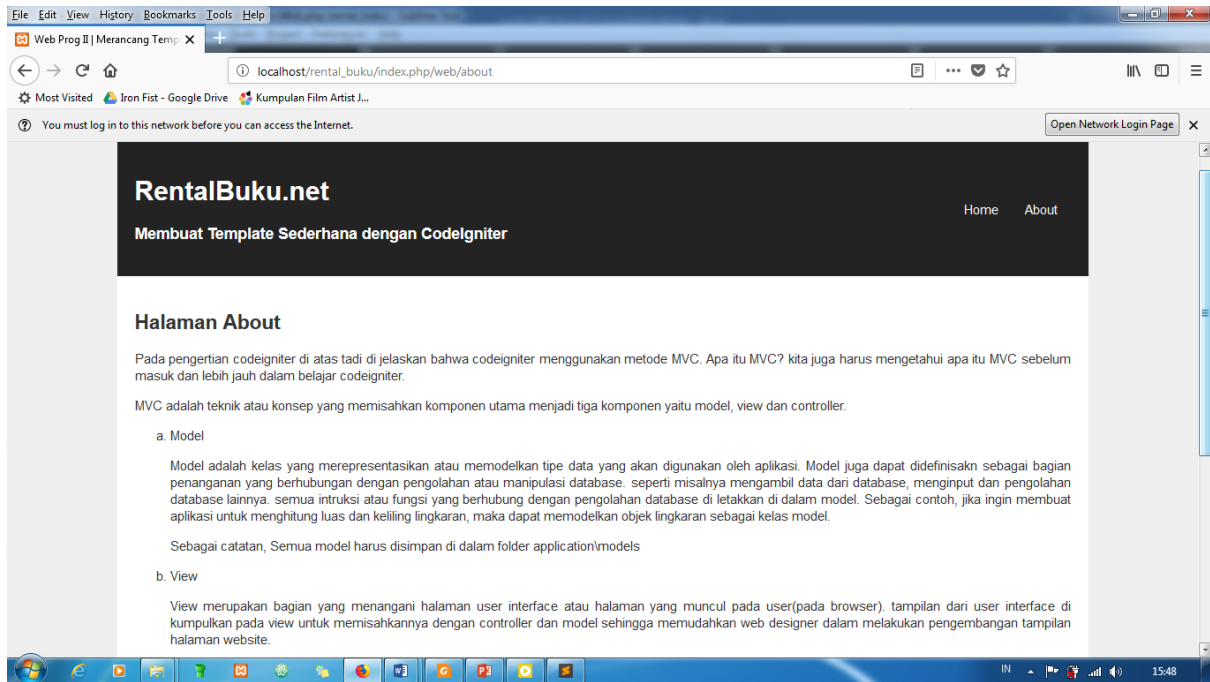 File Edit View History Bookmarks Tools Help
Web Prog II | Merancang Temp
localhost/rental_buku/index.php/web/about
Most Visited Iron Fist - Google Drive Kumpulan Film Artist J...
You must log in to this network before you can access the Internet. Open Network Login Page
RentalBuku.net
Home About
Membuat Template Sederhana dengan CodeIgniter
Halaman About
Pada pengertian codeigniter di atas tadi di jelaskan bahwa codeigniter menggunakan metode MVC. Apa itu MVC? kita juga harus mengetahui apa itu MVC sebelum
masuk dan lebih jauh dalam belajar codeigniter.
MVC adalah teknik atau konsep yang memisahkan komponen utama menjadi tiga komponen yaitu model, view dan controller.
a. Model
Model adalah kelas yang merepresentasikan atau memodelkan tipe data yang akan digunakan oleh aplikasi. Model juga dapat didefinisakn sebagai bagian
penanganan yang berhubungan dengan pengolahan atau manipulasi database. seperti misalnya mengambil data dari database, menginput dan pengolahan
database lainnya. semua intruksi atau fungsi yang berhubung dengan pengolahan database di letakkan di dalam model. Sebagai contoh, jika ingin membuat
aplikasi untuk menghitung luas dan keliling lingkaran, maka dapat memodelkan objek lingkaran sebagai kelas model.
Sebagai catatan, Semua model harus disimpan di dalam folder application\models
b. View
View merupakan bagian yang menangani halaman user interface atau halaman yang muncul pada user(pada browser). tampilan dari user interface di
kumpulkan pada view untuk memisahkannya dengan controller dan model sehingga memudahkan web designer dalam melakukan pengembangan tampilan
halaman website.
IN 15:48